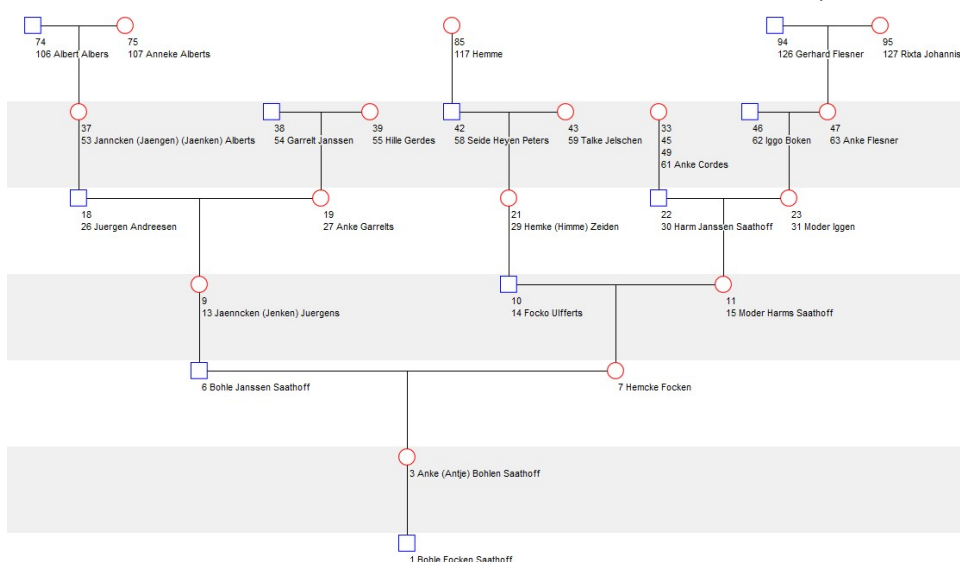 74
106 Albert Albers
75
107 Anneke Alberts
85
117 Hemme
94
126 Gerhard Flesner
95
127 Rixta Johannis
37
53 Janncken (Jaengen) (Jaenken) Alberts
38
54 Garrelt Janssen
39
55 Hille Gerdes
42
58 Seide Heyen Peters
43
59 Talke Jelschen
33
45
49
61 Anke Cordes
46
62 Iggo Boken
47
63 Anke Flesner
18
26 Juergen Andreesen
19
27 Anke Garrelts
21
29 Hemke (Himme) Zeiden
22
30 Harm Janssen Saathoff
23
31 Moder Iggen
9
13 Jaenncken (Jenken) Juergens
10
14 Focko Ulfferts
11
15 Moder Harms Saathoff
6 Bohle Janssen Saathoff
7 Hemcke Focken
3 Anke (Antje) Bohlen Saathoff
1 Bohle Focken Saathoff